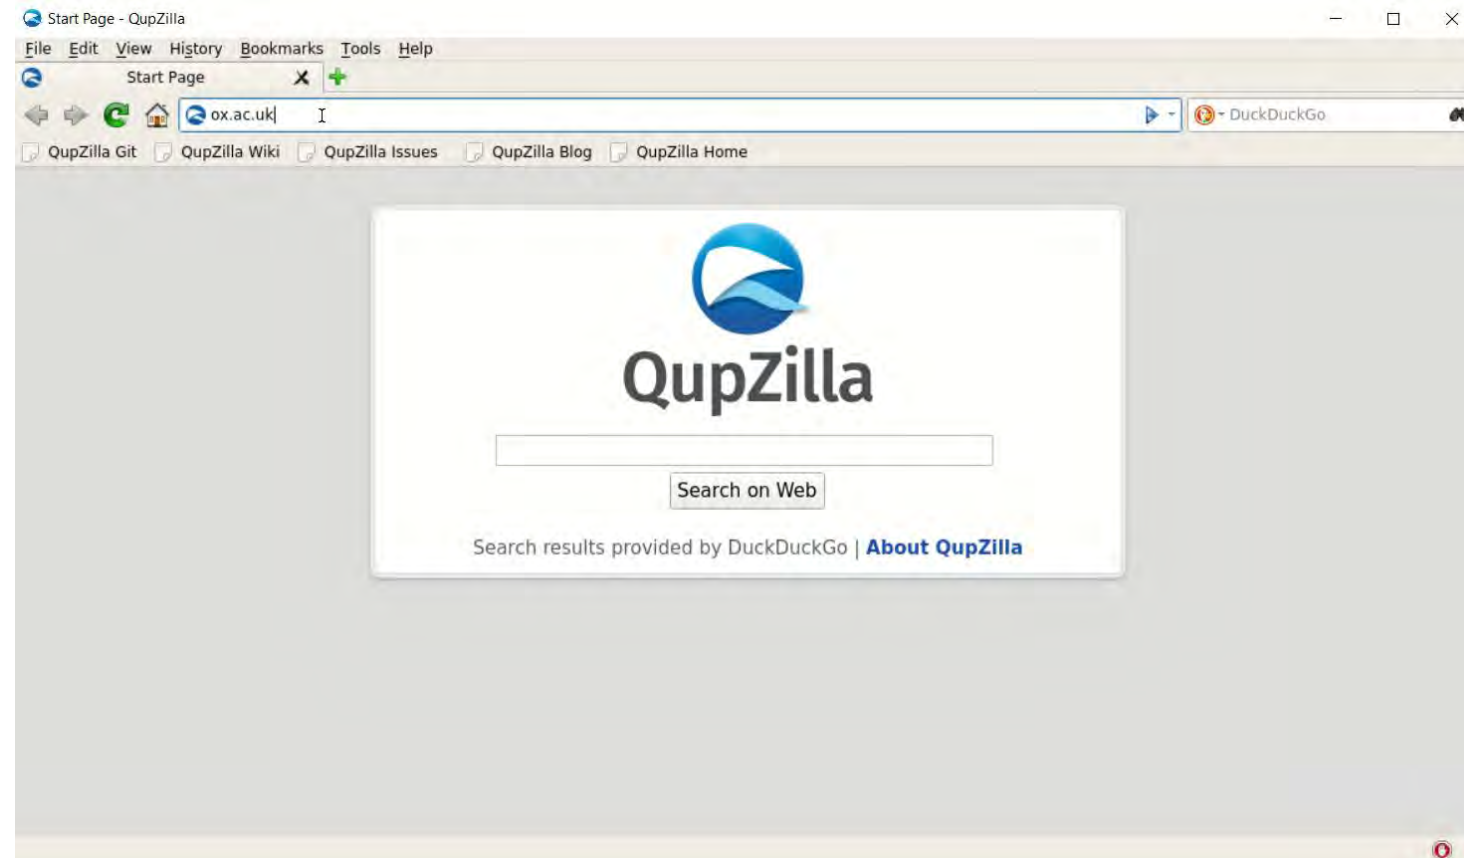 Start Page - QupZilla
File Edit View History Bookmarks Tools Help
Start Page
ox.ac.uk DuckDuckGo
QupZilla Git QupZilla Wiki QupZilla Issues QupZilla Blog QupZilla Home
QupZilla
Search on Web
Search results provided by DuckDuckGo | About QupZilla